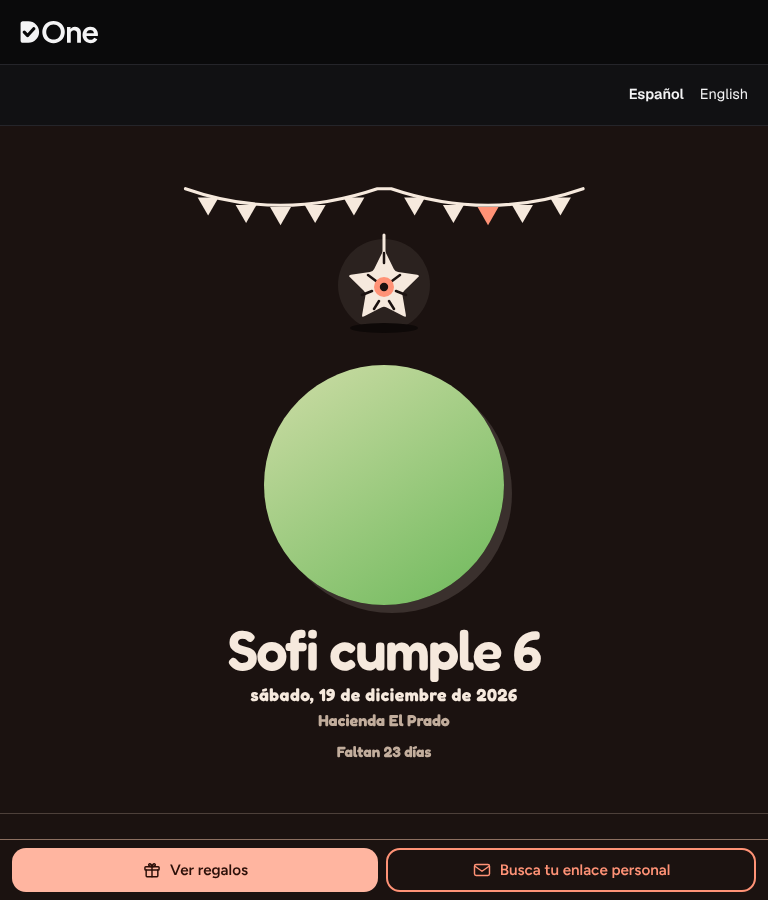 One
Español English
Sofi cumple 6
sábado, 19 de diciembre de 2026
Hacienda El Prado
Faltan 23 días
Ver regalos
Busca tu enlace personal